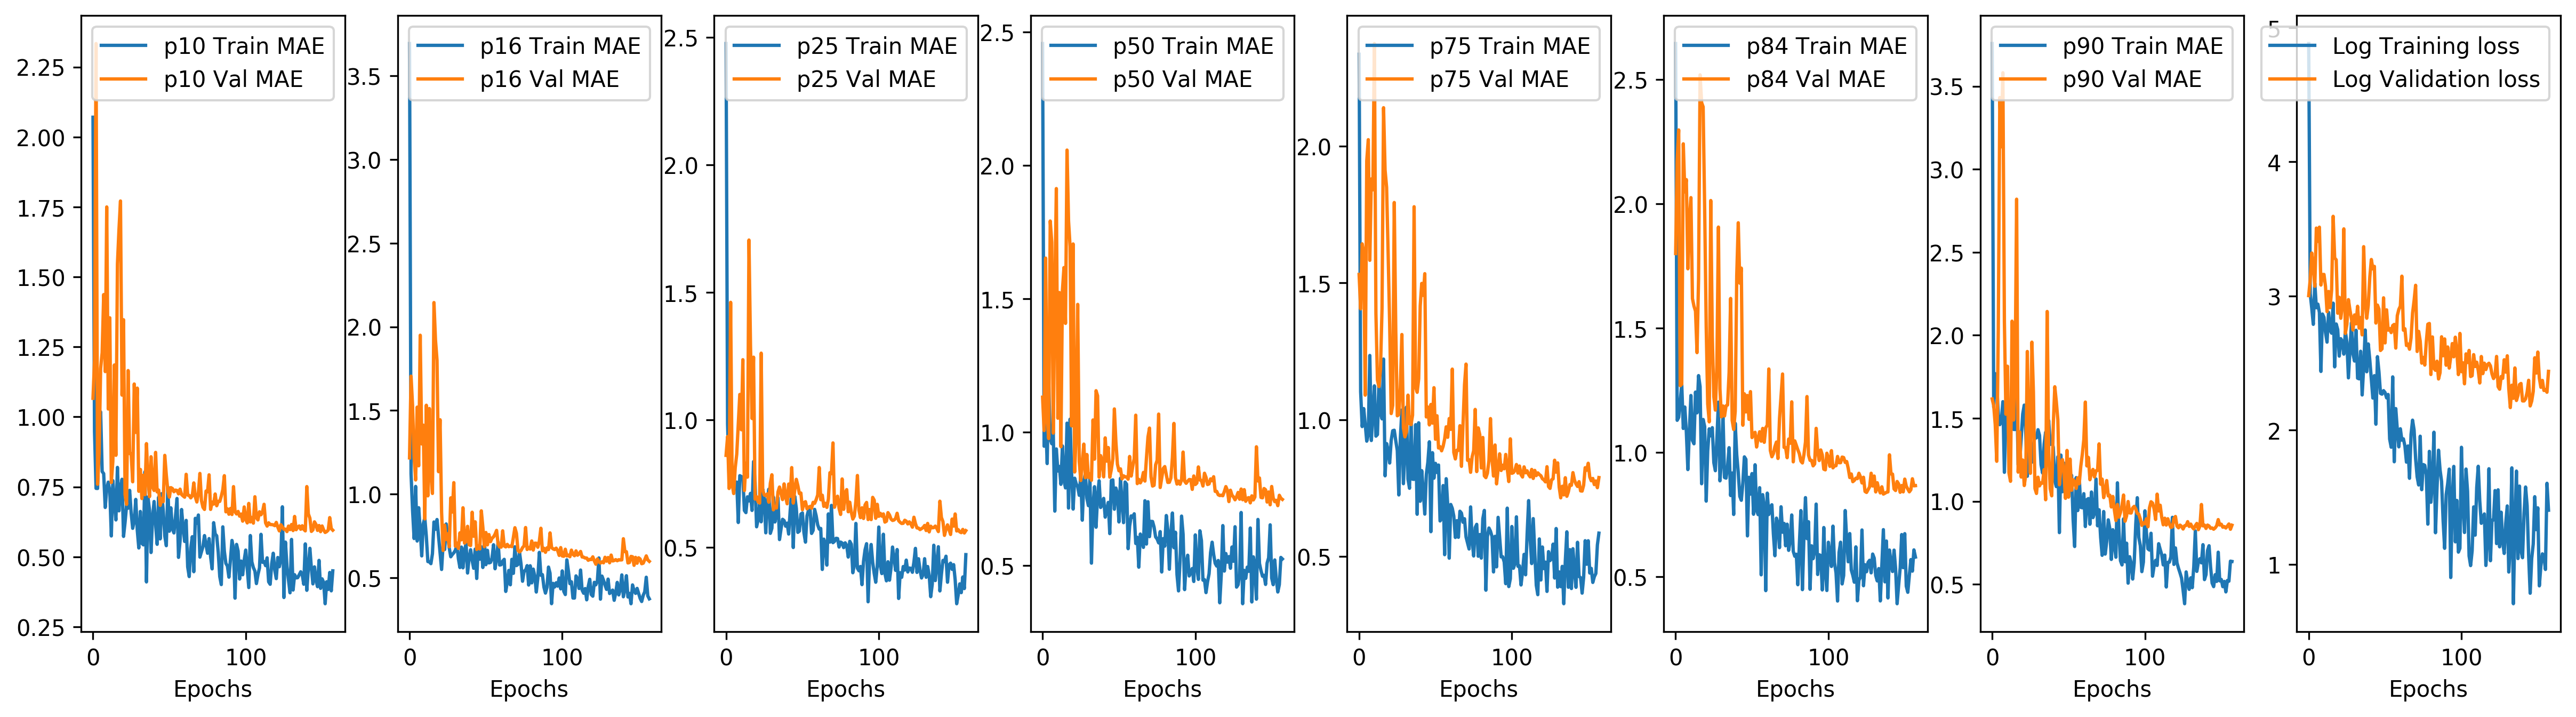 p10 Train MAE
p10 Val MAE
2.25
2.00
1.75
1.50
1.25
1.00
0.75
0.50
0.25
0
100
Epochs
p16 Train MAE
p16 Val MAE
3.5
3.0
2.5
2.0
1.5
1.0
0.5
0
100
Epochs
p25 Train MAE
p25 Val MAE
2.5
2.0
1.5
1.0
0.5
0
100
Epochs
p50 Train MAE
p50 Val MAE
2.5
2.0
1.5
1.0
0.5
0
100
Epochs
p75 Train MAE
p75 Val MAE
2.0
1.5
1.0
0.5
0
100
Epochs
p84 Train MAE
p84 Val MAE
2.5
2.0
1.5
1.0
0.5
0
100
Epochs
p90 Train MAE
p90 Val MAE
3.5
3.0
2.5
2.0
1.5
1.0
0.5
0
100
Epochs
Log Training loss
Log Validation loss
5
4
3
2
1
0
100
Epochs